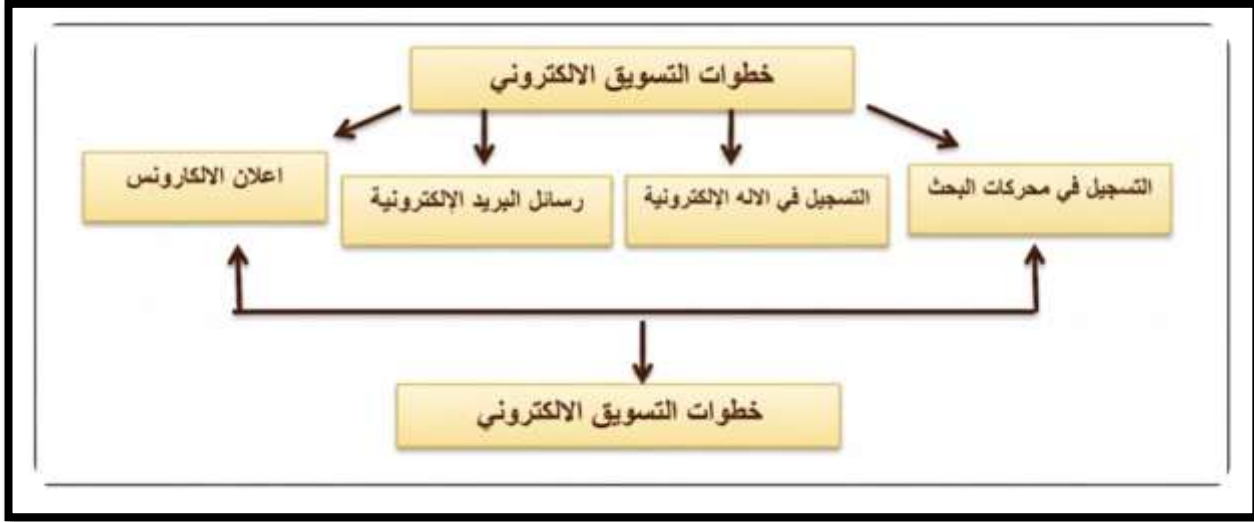 خطوات التسويق الالكتروني
التسجيل في محركات البحث
التسجيل في الاله الإلكترونية
رسائل البريد الإلكترونية
اعلان الالكارونس
خطوات التسويق الالكتروني